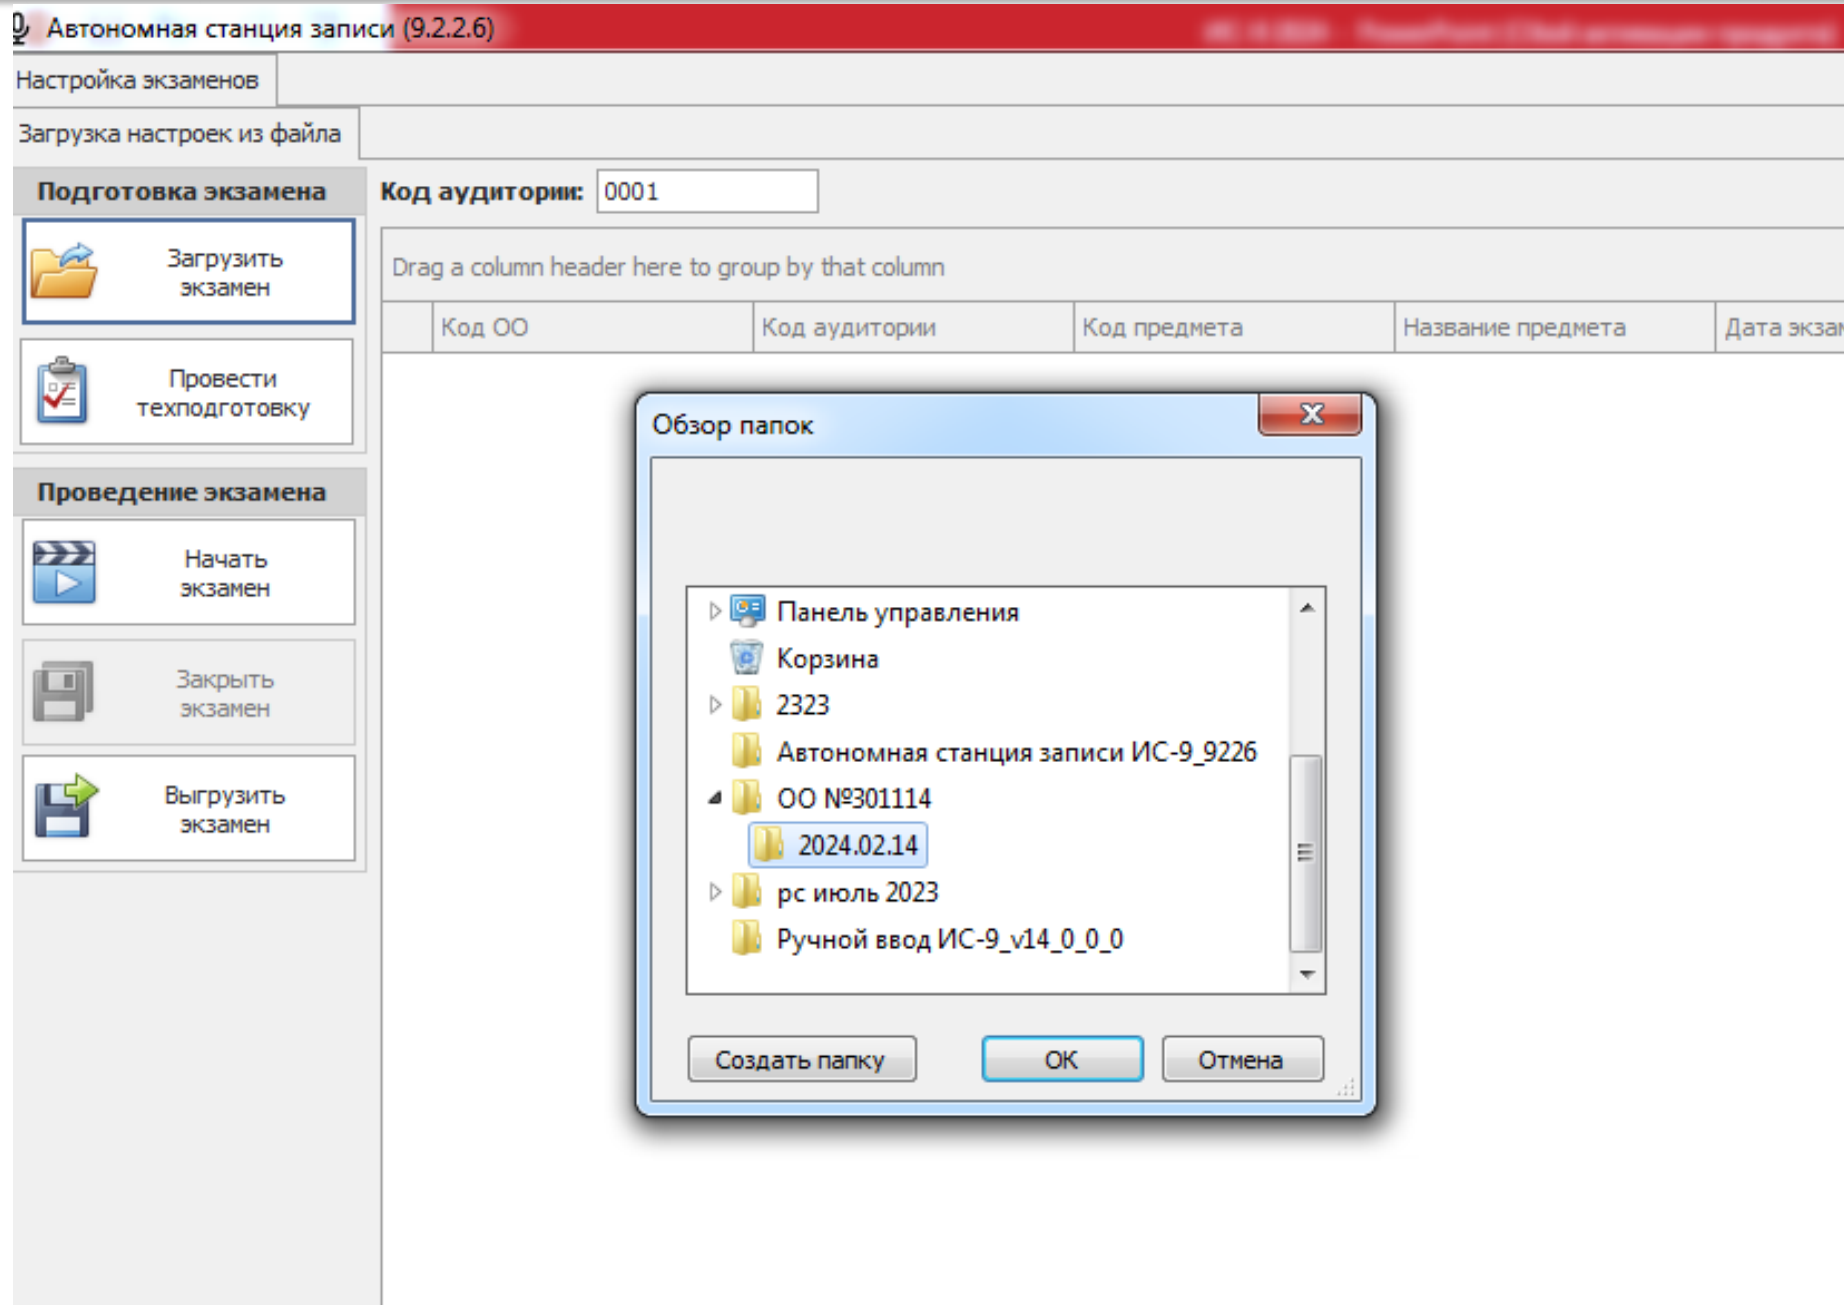 Автономная станция записи (9.2.2.6)
Настройка экзаменов
Загрузка настроек из файла
Подготовка экзамена
Загрузить
экзамен
Провести
техподготовку
Проведение экзамена
Начать
экзамен
Закрыть
экзамен
Выгрузить
экзамен
Код аудитории: 0001
Drag a column header here to group by that column
Код ОО Код аудитории Код предмета Название предмета Дата экзам
Обзор папок
Панель управления
Корзина
2323
Автономная станция записи ИС-9_9226
ОО №301114
2024.02.14
рс июль 2023
Ручной ввод ИС-9_v14_0_0_0
Создать папку ОК Отмена